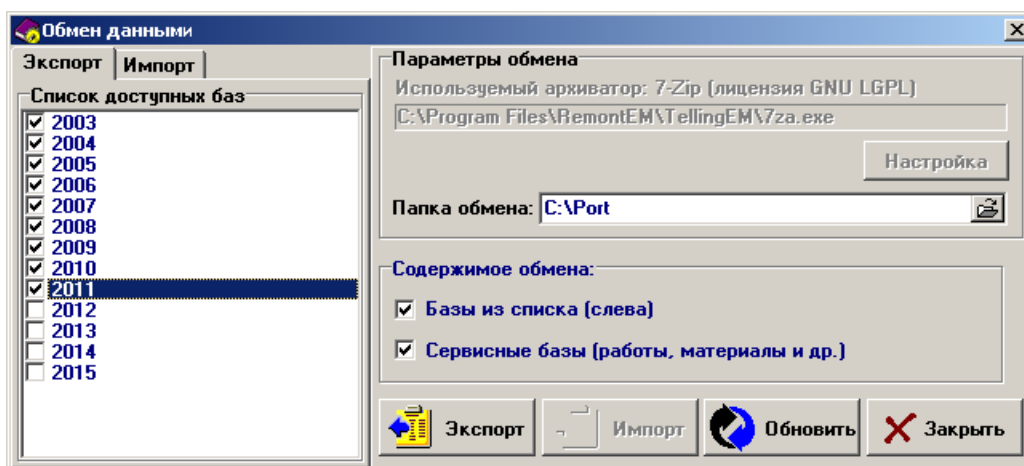 Обмен данными
Экспорт
Импорт
Список доступных баз
2003
2004
2005
2006
2007
2008
2009
2010
2011
2012
2013
2014
2015
Параметры обмена
Используемый архиватор: 7-Zip (лицензия GNU LGPL)
C:\Program Files\RemontEM\TellingEM\7za.exe
Настройка
Папка обмена: C:\Port
Содержимое обмена:
Базы из списка (слева)
Сервисные базы (работы, материалы и др.)
Экспорт
Импорт
Обновить
Закрыть